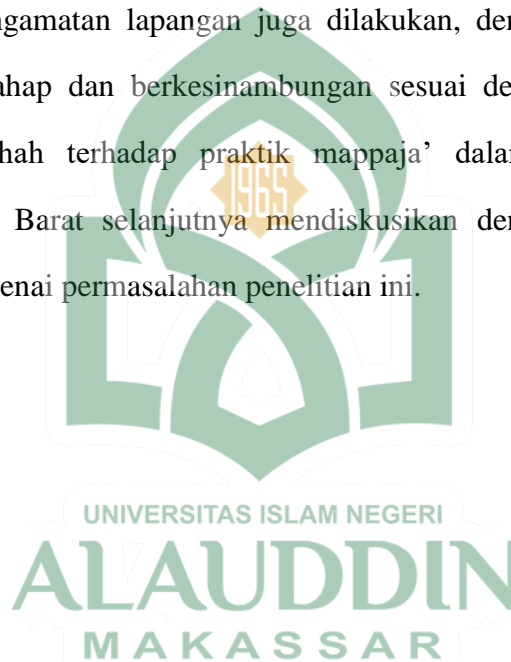 ngamatan lapangan juga dilakukan, den
ahap dan berkesinambungan sesuai de
hah terhadap praktik mappaja’ dalam
Barat selanjutnya mendiskusikan den
enai permasalahan penelitian ini.
1965
UNIVERSITAS ISLAM NEGERI
ALAUDDIN
MAKASSAR